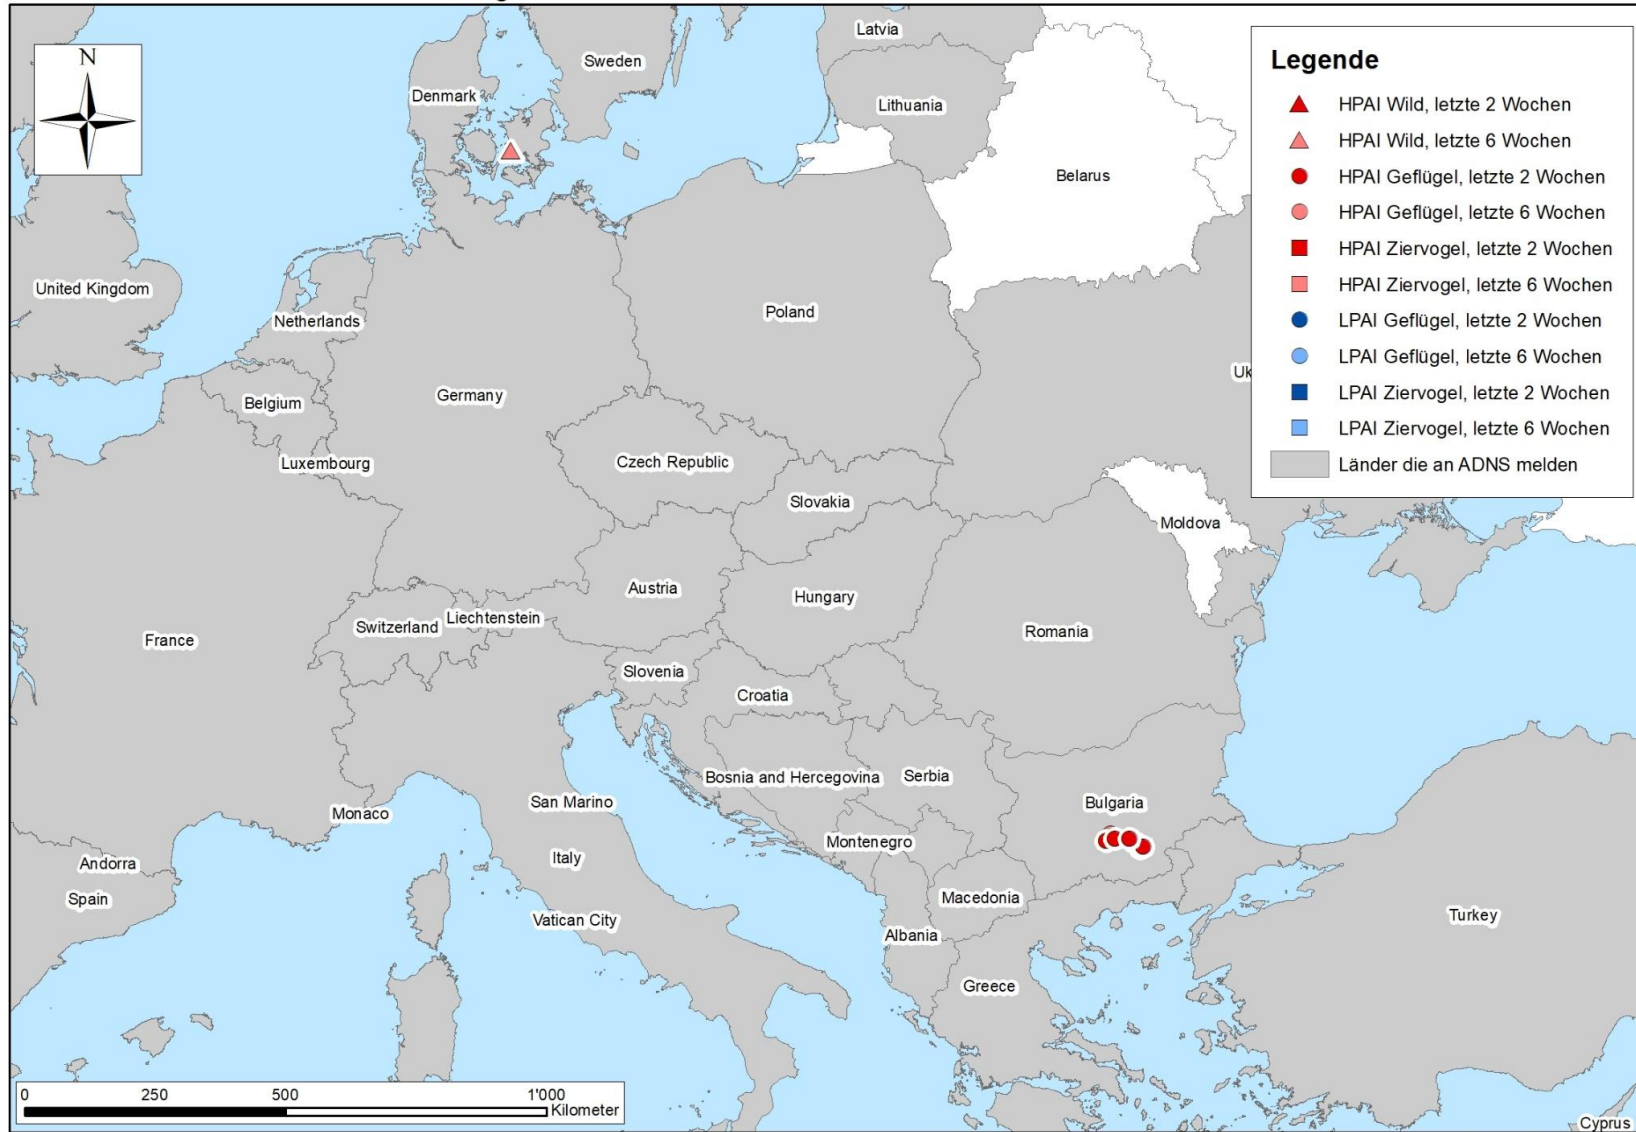 N
Legende
HPAI Wild, letzte 2 Wochen
HPAI Wild, letzte 6 Wochen
HPAI Geflügel, letzte 2 Wochen
HPAI Geflügel, letzte 6 Wochen
HPAI Ziervogel, letzte 2 Wochen
HPAI Ziervogel, letzte 6 Wochen
LPAI Geflügel, letzte 2 Wochen
LPAI Geflügel, letzte 6 Wochen
LPAI Ziervogel, letzte 2 Wochen
LPAI Ziervogel, letzte 6 Wochen
Länder die an ADNS melden
Latvia
Sweden
Denmark
Lithuania
Belarus
United Kingdom
Netherlands
Poland
Uk
Belgium
Germany
Luxembourg
Czech Republic
Slovakia
Moldova
Austria
Hungary
Liechtenstein
Switzerland
France
Romania
Slovenia
Croatia
Bosnia and Hercegovina
Serbia
San Marino
Bulgaria
Monaco
Montenegro
Italy
Andorra
Spain
Macedonia
Vatican City
Albania
Turkey
Greece
0 250 500 1'000
Kilometer
Cyprus